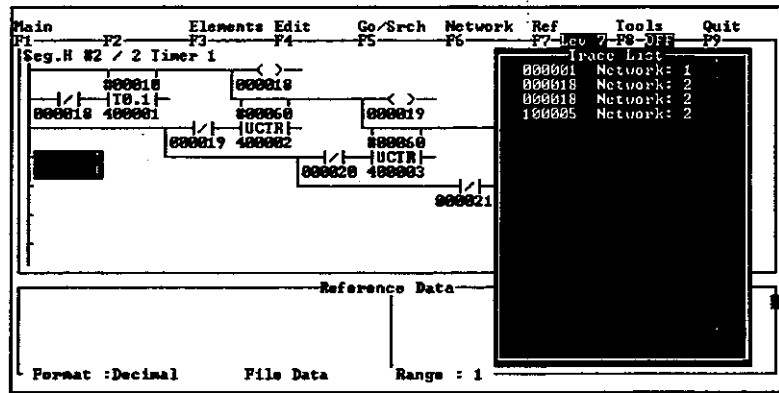 Main Elements Edit Go/Srch Network Ref Tools Quit
F1 F2 F3 F4 F5 F6 F7-Lev 7-F8-OFF F9
Seg.H #2 / 2 Timer 1
Trace List
000001 Network: 1
000018 Network: 2
000018 Network: 2
100005 Network: 2
#00010 000018
T0.1 #00060 000019
000018 400001 UCTR #00060
000019 400002 UCTR
000020 400003
000021
Reference Data
Format :Decimal File Data Range : 1